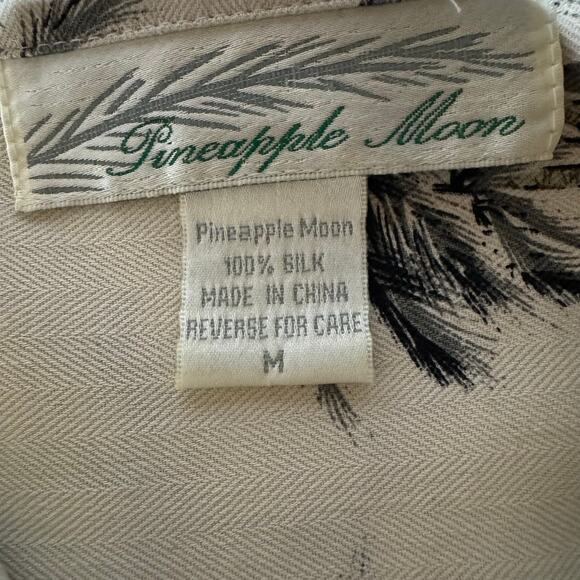 Pineapple Moon
Pineapple Moon
100% SILK
MADE IN CHINA
REVERSE FOR CARE
M